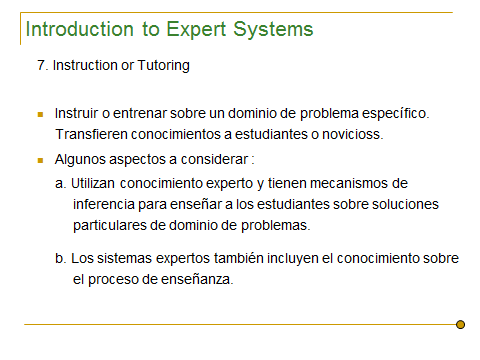 Introduction to Expert Systems
7. Instruction or Tutoring
Instruir o entrenar sobre un dominio de problema específico.
Transfieren conocimientos a estudiantes o novicioss.
Algunos aspectos a considerar :
a. Utilizan conocimiento experto y tienen mecanismos de
inferencia para enseñar a los estudiantes sobre soluciones
particulares de dominio de problemas.
b. Los sistemas expertos también incluyen el conocimiento sobre
el proceso de enseñanza.